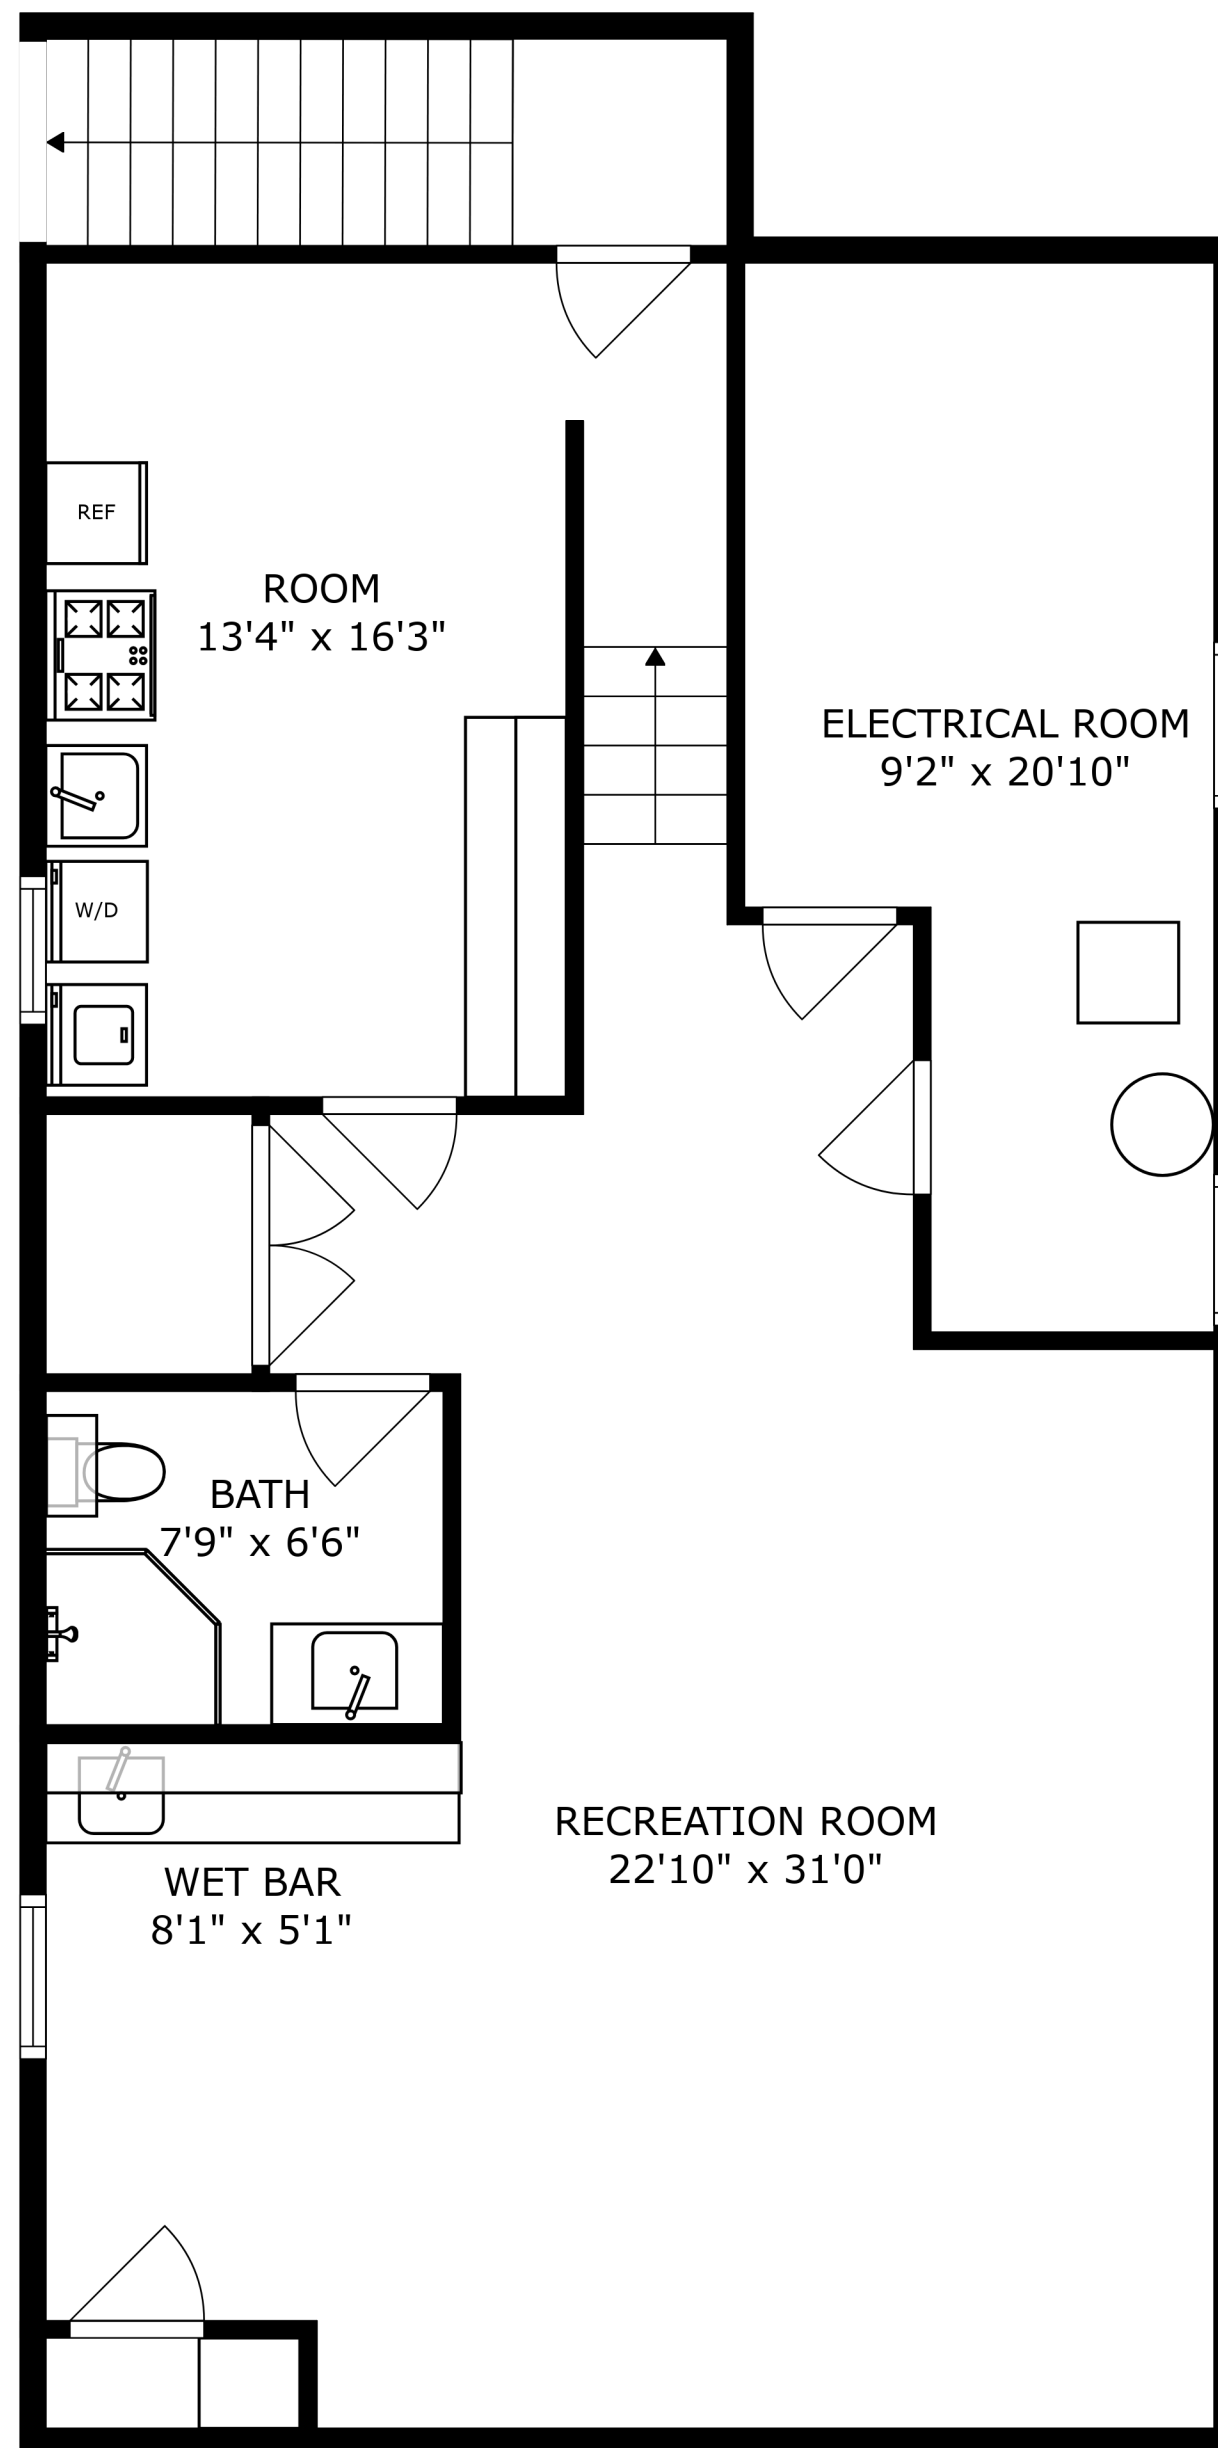 REF
ROOM
13'4" x 16'3"
ELECTRICAL ROOM
9'2" x 20'10"
W/D
BATH
7'9" x 6'6"
RECREATION ROOM
22'10" x 31'0"
WET BAR
8'1" x 5'1"